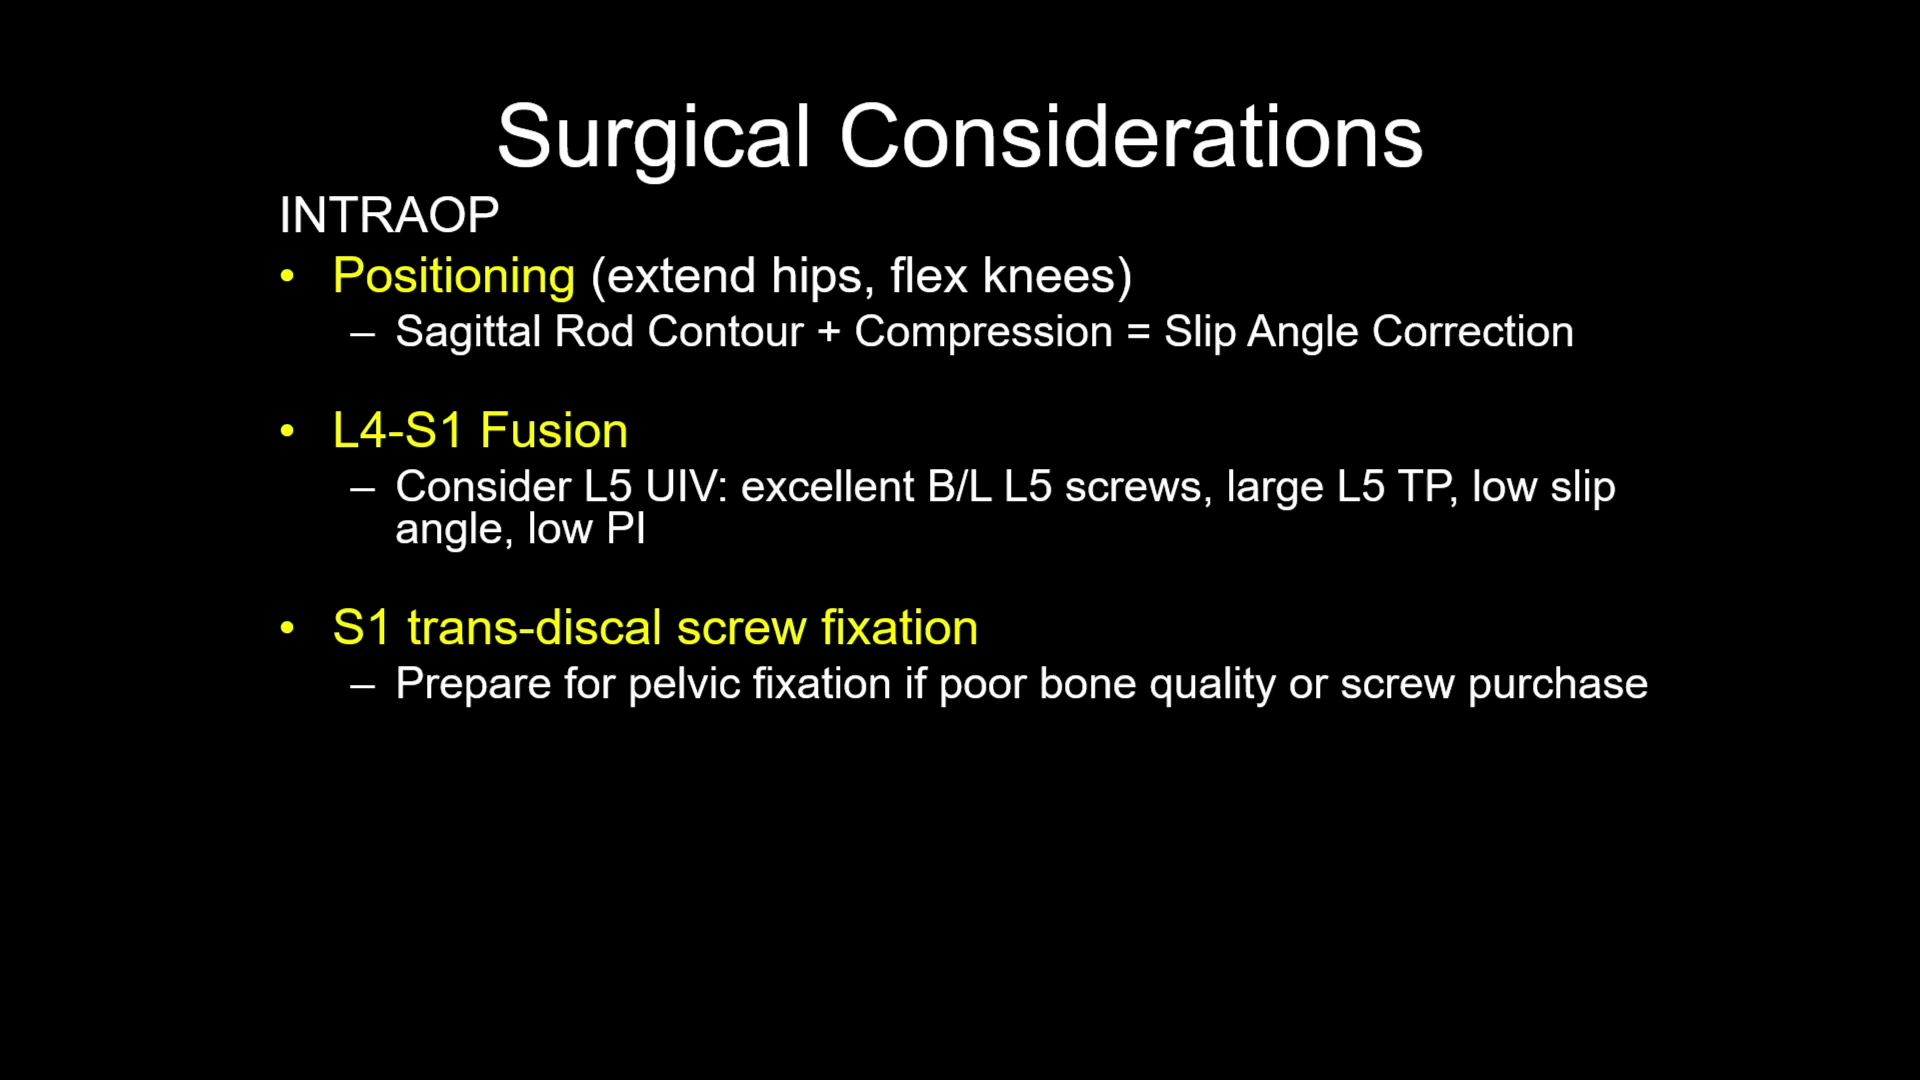 Surgical Considerations
INTRAOP
• Positioning (extend hips, flex knees)
– Sagittal Rod Contour + Compression = Slip Angle Correction
• L4-S1 Fusion
– Consider L5 UIV: excellent B/L L5 screws, large L5 TP, low slip
angle, low PI
• S1 trans-discal screw fixation
– Prepare for pelvic fixation if poor bone quality or screw purchase